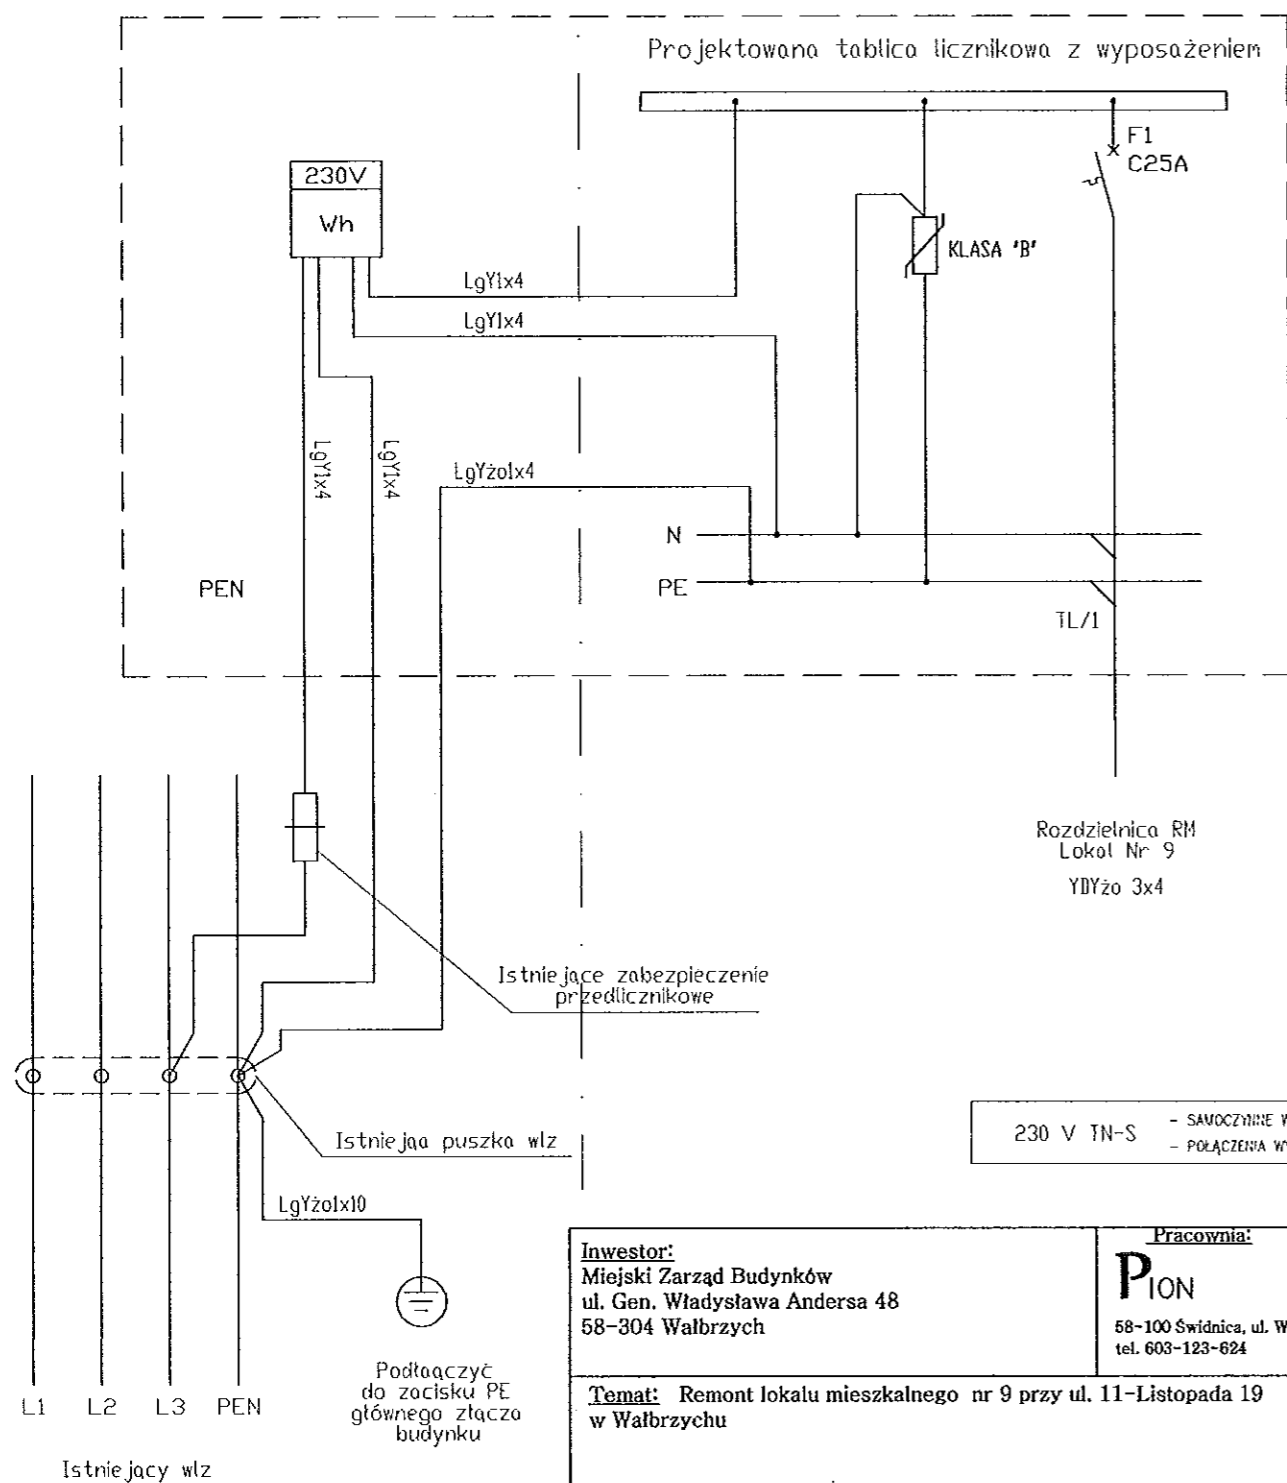 Projektowana tablica licznikowa z wyposażeniem
F1
C25A
230V
Wh
KLASA "B"
LgY1x4
LgY1x4
LgY1x4
LgY1x4
LgYżo1x4
N
PE
PEN
TL/1
Rozdzielnica RM
Lokal Nr 9
YDYżo 3x4
Istniejące zabezpieczenie
przedlicznikowe
Istniejąa puszka wlz
230 V TN-S
- SAMOCZYNNE W
- POŁĄCZENIA WY
LgYżo1x10
Podłąączyć
do zacisku PE
głównego złącza
budynku
L1 L2 L3 PEN
Istniejący wlz
Inwestor:
Miejski Zarząd Budynków
ul. Gen. Władysława Andersa 48
58-304 Wałbrzych
Pracownia:
PION
58-100 Świdnica, ul. W
tel. 603-123-624
Temat: Remont lokalu mieszkalnego nr 9 przy ul. 11-Listopada 19
w Wałbrzychu